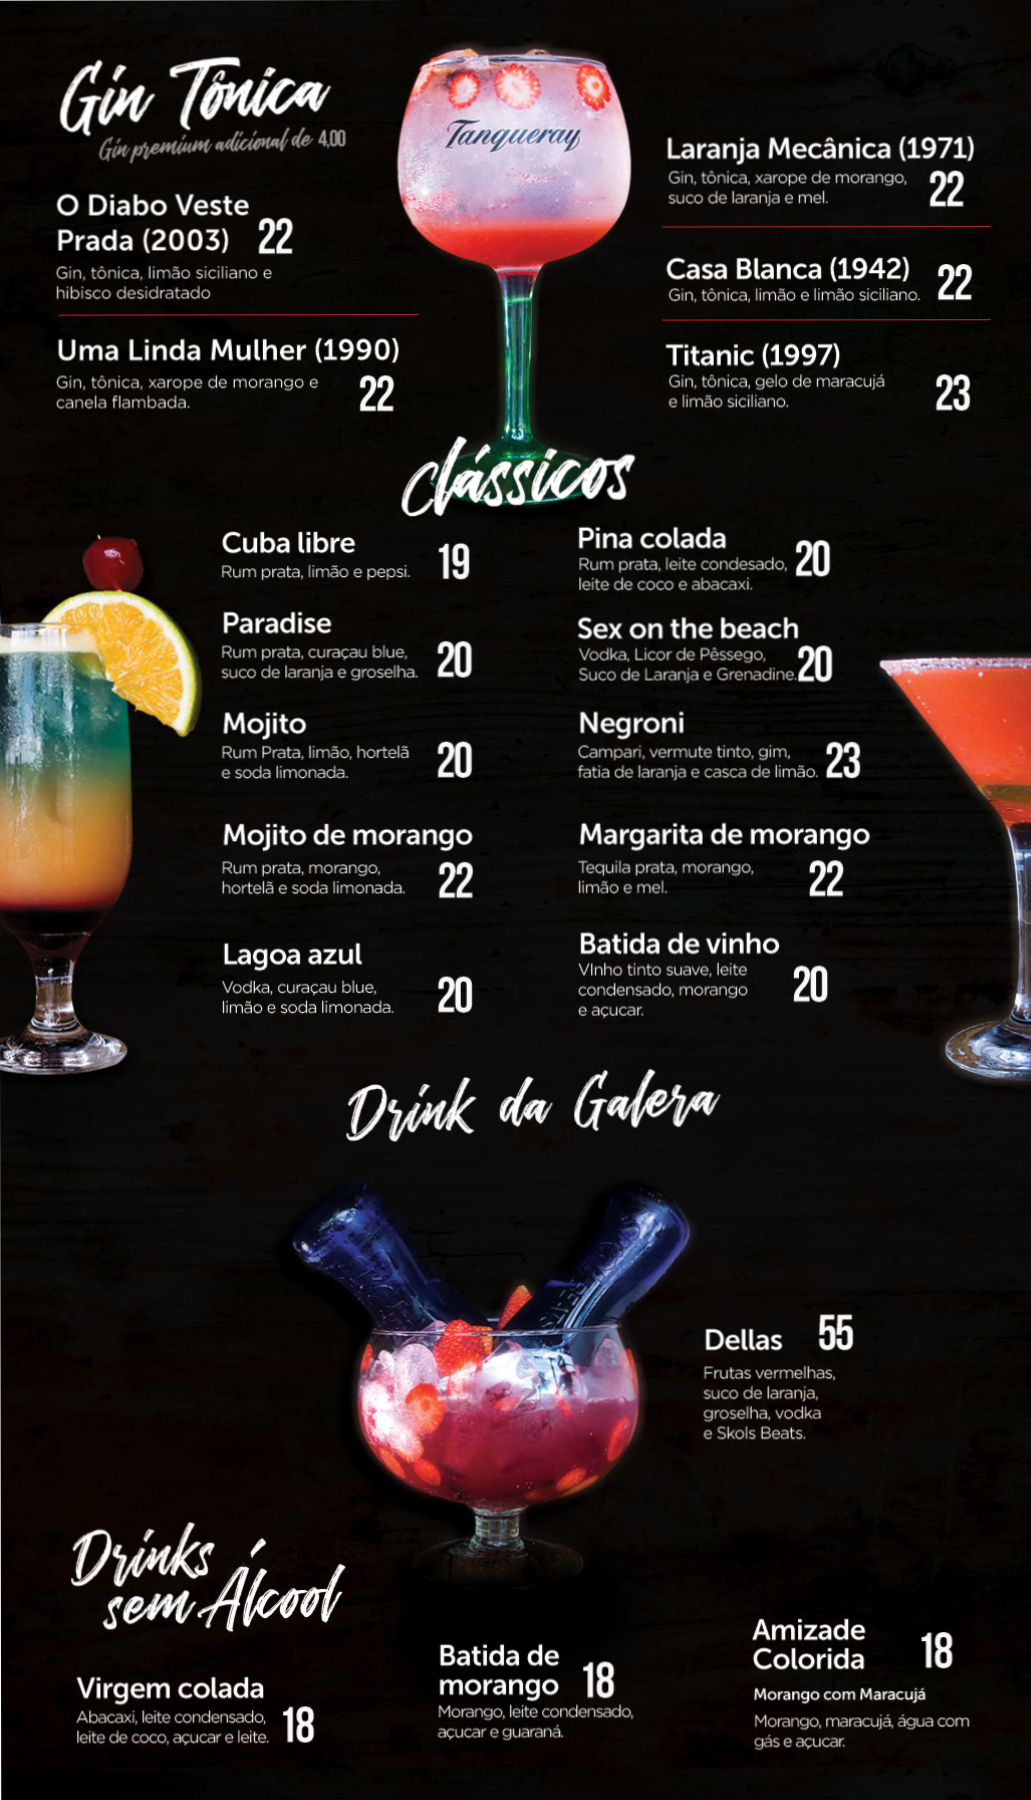 Gin Tônica
Gin premium adicional de 4,00
O Diabo Veste
Prada (2003) 22
Gin, tônica, limão siciliano e
hibisco desidratado
Uma Linda Mulher (1990)
Gin, tônica, xarope de morango e
canela flambada.
22
Tanqueray
Laranja Mecânica (1971)
Gin, tônica, xarope de morango,
suco de laranja e mel.
22
Casa Blanca (1942)
Gin, tônica, limão e limão siciliano.
22
Titanic (1997)
Gin, tônica, gelo de maracujá
e limão siciliano.
23
Clássicos
Cuba libre
Rum prata, limão e pepsi.
19
Paradise
Rum prata, curaçau blue,
suco de laranja e groselha.
20
Mojito
Rum Prata, limão, hortelã
e soda limonada.
20
Mojito de morango
Rum prata, morango,
hortelã e soda limonada.
22
Lagoa azul
Vodka, curaçau blue,
limão e soda limonada.
20
Pina colada
Rum prata, leite condesado,
leite de coco e abacaxi.
20
Sex on the beach
Vodka, Licor de Pêssego,
Suco de Laranja e Grenadine.
20
Negroni
Campari, vermute tinto, gim,
fatia de laranja e casca de limão.
23
Margarita de morango
Tequila prata, morango,
limão e mel.
22
Batida de vinho
VInho tinto suave, leite
condensado, morango
e açucar.
20
Drink da Galera
Dellas 55
Frutas vermelhas,
suco de laranja,
groselha, vodka
e Skols Beats.
Drinks
sem Álcool
Virgem colada
Abacaxi, leite condensado,
leite de coco, açucar e leite.
18
Batida de
morango 18
Morango, leite condensado,
açucar e guaraná.
Amizade
Colorida 18
Morango com Maracujá
Morango, maracujá, água com
gás e açucar.